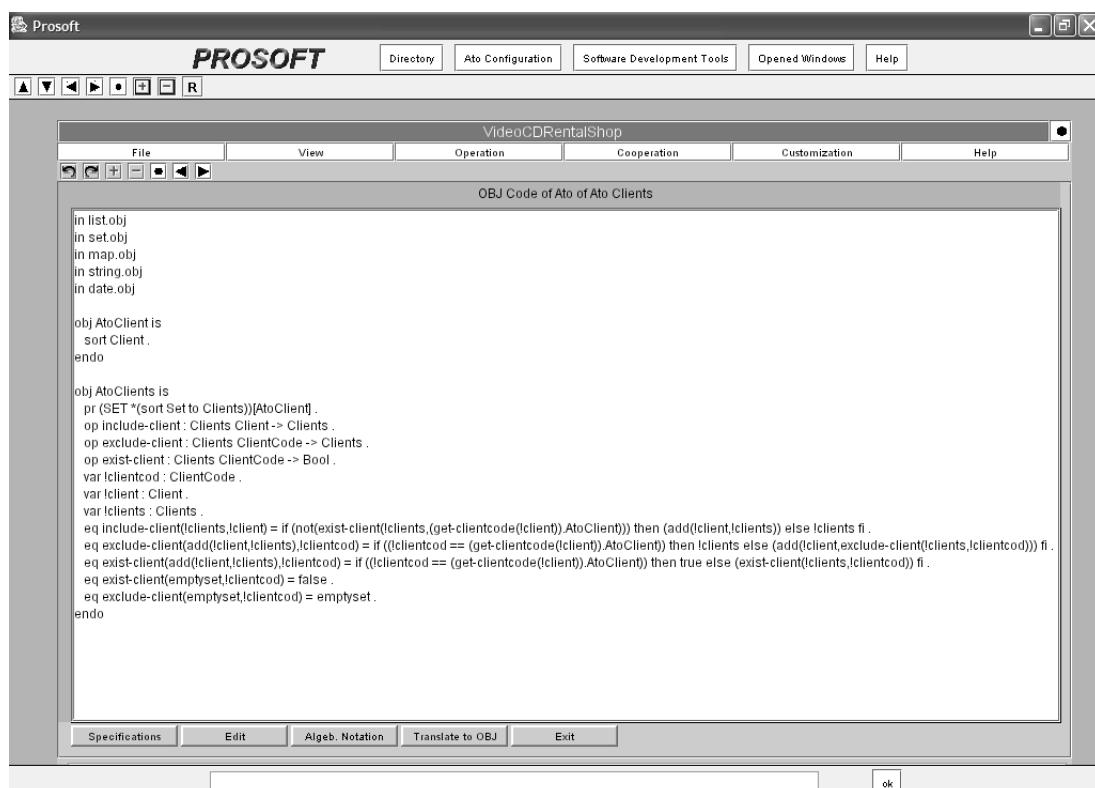 Prosoft
PROSOFT Directory Ato Configuration Software Development Tools Opened Windows Help
R
VideoCDRentalShop
File View Operation Cooperation Customization Help
OBJ Code of Ato of Ato Clients
in list.obj
in set.obj
in map.obj
in string.obj
in date.obj
obj AtoClient is
sort Client .
endo
obj AtoClients is
pr (SET *(sort Set to Clients))[AtoClient] .
op include-client : Clients Client -> Clients .
op exclude-client : Clients ClientCode -> Clients .
op exist-client : Clients ClientCode -> Bool .
var !clientcod : ClientCode .
var !client : Client .
var !clients : Clients .
eq include-client(!clients,!client) = if (not(exist-client(!clients,(get-clientcode(!client)).AtoClient))) then (add(!client,!clients)) else !clients fi .
eq exclude-client(add(!client,!clients),!clientcod) = if ((!clientcod == (get-clientcode(!client)).AtoClient)) then !clients else (add(!client,exclude-client(!clients,!clientcod))) fi .
eq exist-client(add(!client,!clients),!clientcod) = if ((!clientcod == (get-clientcode(!client)).AtoClient)) then true else (exist-client(!clients,!clientcod)) fi .
eq exist-client(emptyset,!clientcod) = false .
eq exclude-client(emptyset,!clientcod) = emptyset .
endo
Specifications Edit Algeb. Notation Translate to OBJ Exit
ok